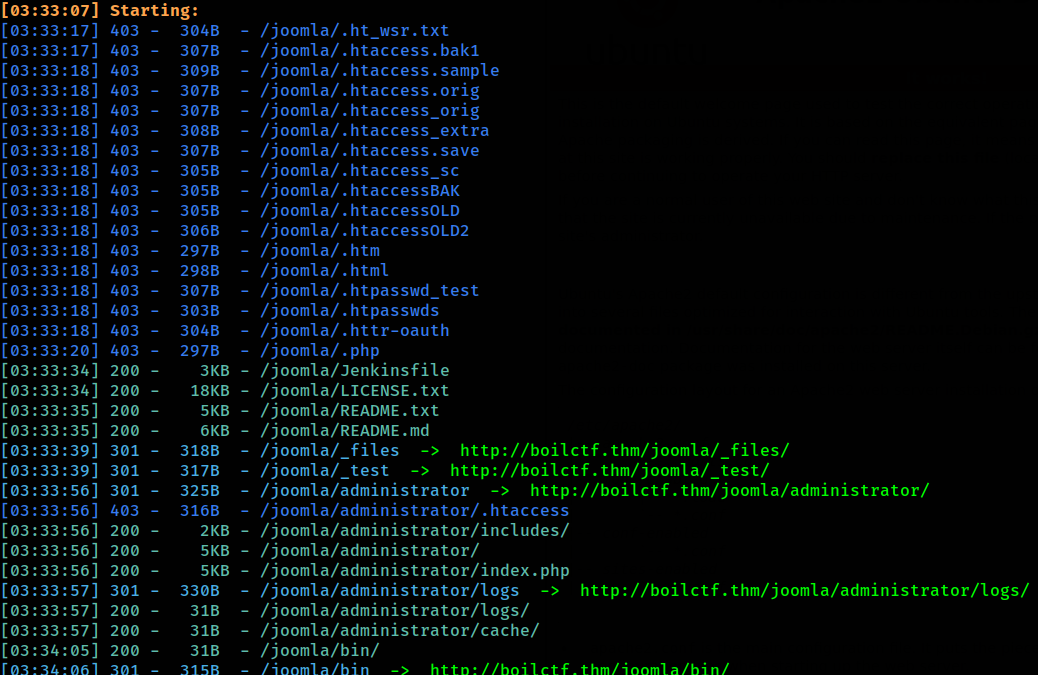 [03:33:07] Starting:
[03:33:17] 403 -  304B  - /joomla/.ht_wsr.txt
[03:33:17] 403 -  307B  - /joomla/.htaccess.bak1
[03:33:18] 403 -  309B  - /joomla/.htaccess.sample
[03:33:18] 403 -  307B  - /joomla/.htaccess.orig
[03:33:18] 403 -  307B  - /joomla/.htaccess_orig
[03:33:18] 403 -  308B  - /joomla/.htaccess_extra
[03:33:18] 403 -  307B  - /joomla/.htaccess.save
[03:33:18] 403 -  305B  - /joomla/.htaccess_sc
[03:33:18] 403 -  305B  - /joomla/.htaccessBAK
[03:33:18] 403 -  305B  - /joomla/.htaccessOLD
[03:33:18] 403 -  306B  - /joomla/.htaccessOLD2
[03:33:18] 403 -  297B  - /joomla/.htm
[03:33:18] 403 -  298B  - /joomla/.html
[03:33:18] 403 -  307B  - /joomla/.htpasswd_test
[03:33:18] 403 -  303B  - /joomla/.htpasswds
[03:33:18] 403 -  304B  - /joomla/.httr-oauth
[03:33:20] 403 -  297B  - /joomla/.php
[03:33:34] 200 -    3KB - /joomla/Jenkinsfile
[03:33:34] 200 -   18KB - /joomla/LICENSE.txt
[03:33:35] 200 -    5KB - /joomla/README.txt
[03:33:35] 200 -    6KB - /joomla/README.md
[03:33:39] 301 -  318B  - /joomla/_files  ->  http://boilctf.thm/joomla/_files/
[03:33:39] 301 -  317B  - /joomla/_test  ->  http://boilctf.thm/joomla/_test/
[03:33:56] 301 -  325B  - /joomla/administrator  ->  http://boilctf.thm/joomla/administrator/
[03:33:56] 403 -  316B  - /joomla/administrator/.htaccess
[03:33:56] 200 -    2KB - /joomla/administrator/includes/
[03:33:56] 200 -    5KB - /joomla/administrator/
[03:33:56] 200 -    5KB - /joomla/administrator/index.php
[03:33:57] 301 -  330B  - /joomla/administrator/logs  ->  http://boilctf.thm/joomla/administrator/logs/
[03:33:57] 200 -   31B  - /joomla/administrator/logs/
[03:33:57] 200 -   31B  - /joomla/administrator/cache/
[03:34:05] 200 -   31B  - /joomla/bin/
[03:34:06] 301 -  315B  - /joomla/bin  ->  http://boilctf.thm/joomla/bin/